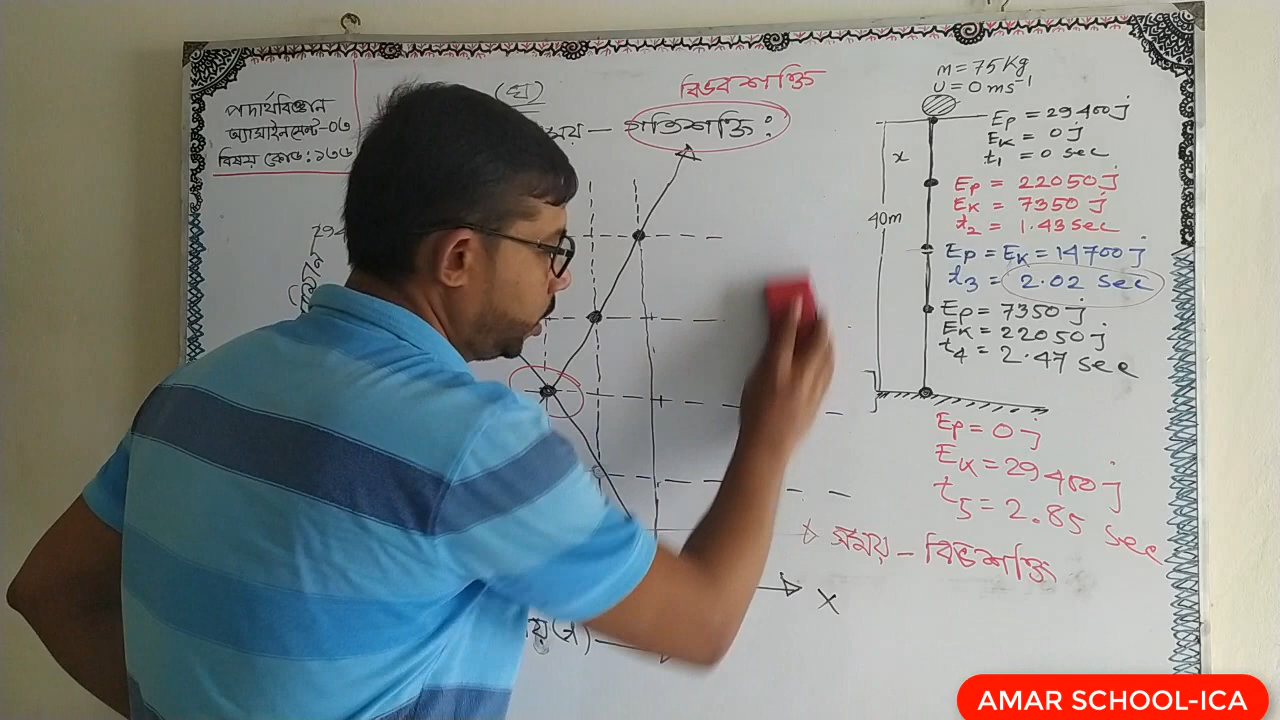 পদার্থবিজ্ঞান
অ্যাসাইনমেন্ট-০৩
বিষয় কোড: ১৩৬
(ঘ)
বিভবশক্তি
গতিশক্তি:
m = 75 Kg
U = 0 ms⁻¹
Ep = 29400 j
EK = 0 j
t₁ = 0 sec
x
Ep = 22050 j
EK = 7350 j
t₂ = 1.43 sec
40m
Ep = EK = 14700 j
t₃ = 2.02 sec
Ep = 7350 j
EK = 22050 j
t₄ = 2.47 sec
Ep = 0 j
EK = 29400 j
t₅ = 2.85 sec
সময় - বিভশক্তি
X
AMAR SCHOOL-ICA